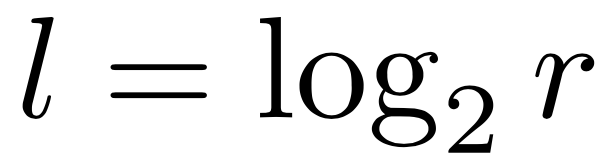 l = log₂ r